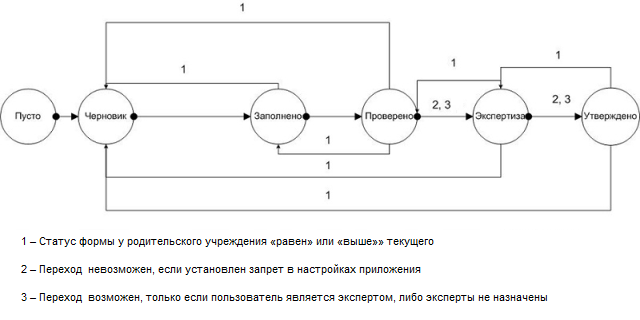 1
1
1
1
2, 3
2, 3
Пусто
Черновик
Заполнено
Проверено
Экспертиза
Утверждено
1
1
1
1 – Статус формы у родительского учреждения «равен» или «выше»» текущего
2 – Переход  невозможен, если установлен запрет в настройках приложения
3 – Переход  возможен, только если пользователь является экспертом, либо эксперты не назначены